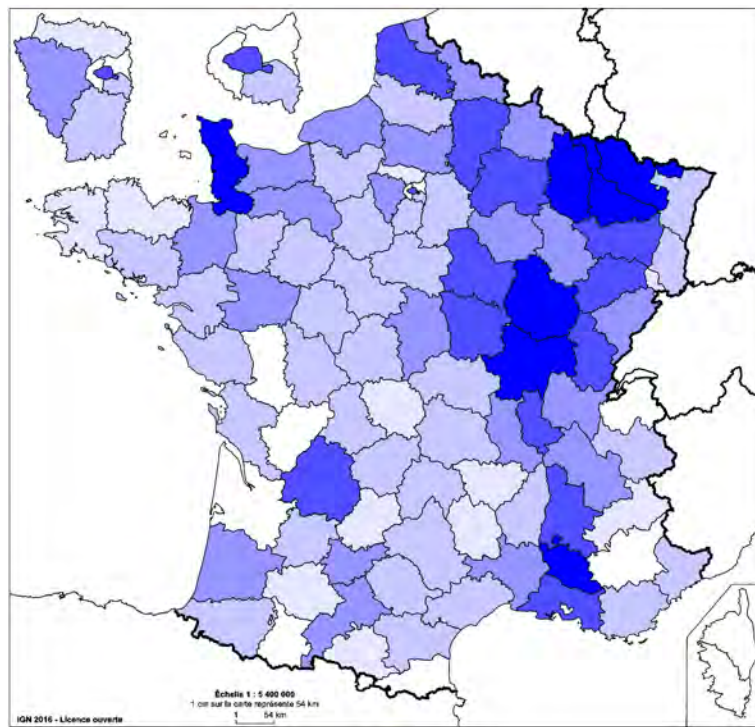 Échelle 1 : 5 400 000
1 cm sur la carte représente 54 km
1 54 km
IGN 2016 - Licence ouverte